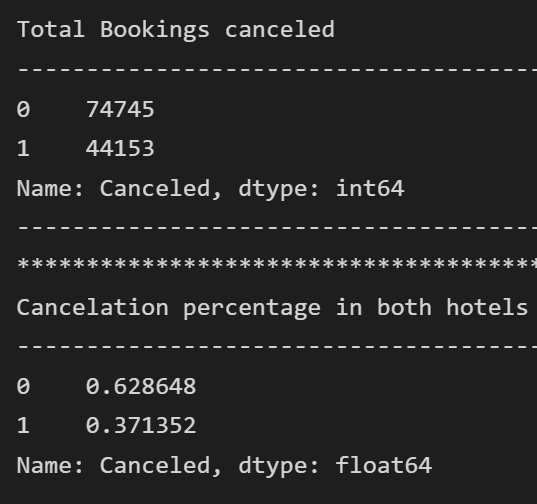 Total Bookings canceled
--------------------------------------
0    74745
1    44153
Name: Canceled, dtype: int64
--------------------------------------
**************************************
Cancelation percentage in both hotels
--------------------------------------
0    0.628648
1    0.371352
Name: Canceled, dtype: float64